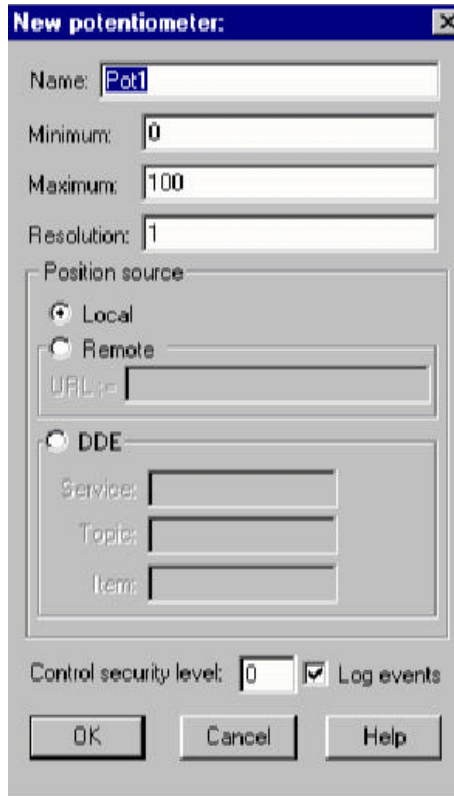 New potentiometer:
Name: Pot1
Minimum: 0
Maximum: 100
Resolution: 1
Position source
Local
Remote
URL :=
DDE
Service:
Topic:
Item:
Control security level: 0 Log events
OK Cancel Help